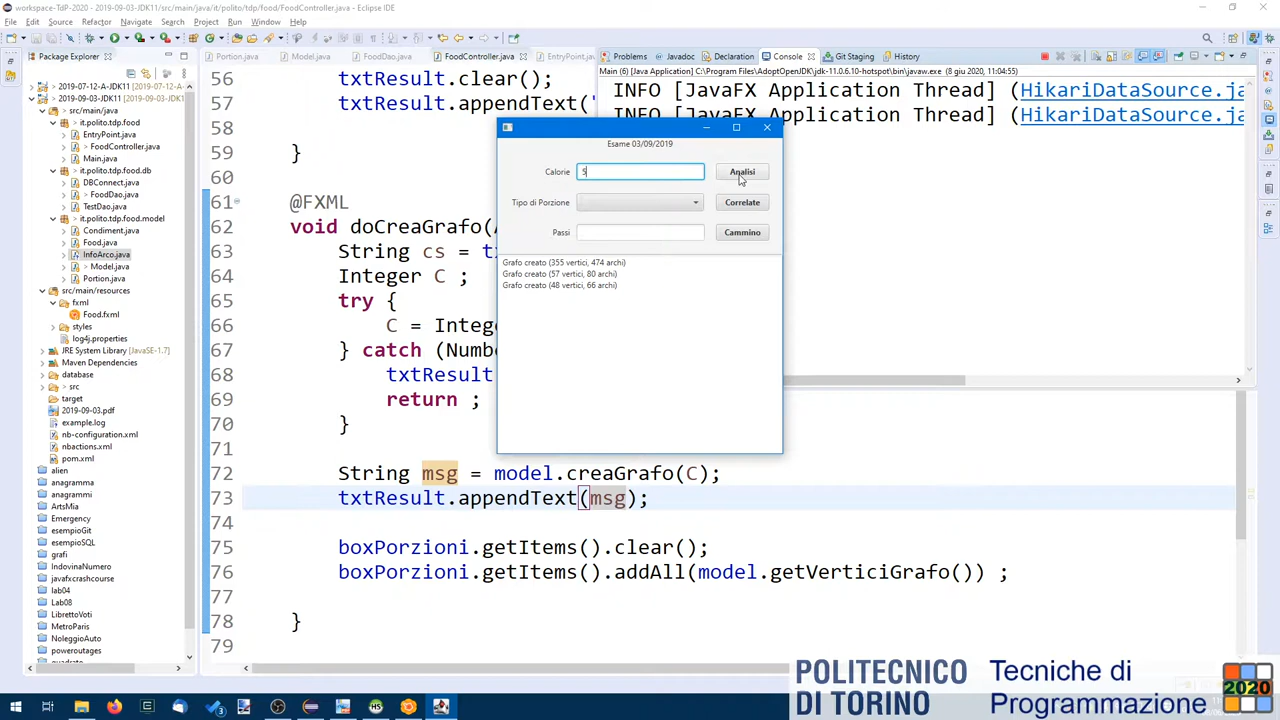 workspace-TdP-2020 - 2019-09-03-JDK11/src/main/java/it/polito/tdp/food/FoodController.java - Eclipse IDE
File Edit Source Refactor Navigate Search Project Run Window Help
Package Explorer
2019-07-12-A-JDK11
2019-09-03-JDK11
src/main/java
it.polito.tdp.food
EntryPoint.java
> FoodController.java
Main.java
it.polito.tdp.food.db
DBConnect.java
> FoodDao.java
TestDao.java
it.polito.tdp.food.model
Condiment.java
Food.java
InfoArco.java
> Model.java
Portion.java
src/main/resources
fxml
Food.fxml
styles
log4j.properties
JRE System Library [JavaSE-1.7]
Maven Dependencies
database
> src
target
2019-09-03.pdf
example.log
nb-configuration.xml
nbactions.xml
pom.xml
alien
anagramma
anagrammi
ArtsMia
Emergency
esempioGit
esempioSQL
grafi
IndovinaNumero
javafxcrashcourse
lab04
Lab08
LibrettoVoti
MetroParis
NoleggioAuto
poweroutages
quadrato
Portion.java
Model.java
FoodDao.java
FoodController.java
EntryPoint.java
56 txtResult.clear();
57 txtResult.appendText("
58
59 }
60
61 @FXML
62 void doCreaGrafo(A
63 String cs = tx
64 Integer C ;
65 try {
66 C = Intege
67 } catch (Numbe
68 txtResult
69 return ;
70 }
71
72 String msg = model.creaGrafo(C);
73 txtResult.appendText(msg);
74
75 boxPorzioni.getItems().clear();
76 boxPorzioni.getItems().addAll(model.getVerticiGrafo()) ;
77
78 }
79
Problems Javadoc Declaration Console Git Staging History
Main (6) [Java Application] C:\Program Files\AdoptOpenJDK\jdk-11.0.6.10-hotspot\bin\javaw.exe (8 giu 2020, 11:04:55)
INFO [JavaFX Application Thread] (HikariDataSource.ja
INFO [JavaFX Application Thread] (HikariDataSource.ja
Esame 03/09/2019
Calorie 5 Analisi
Tipo di Porzione Correlate
Passi Cammino
Grafo creato (355 vertici, 474 archi)
Grafo creato (57 vertici, 80 archi)
Grafo creato (48 vertici, 66 archi)
POLITECNICO
DI TORINO
Tecniche di
Programmazione
2020